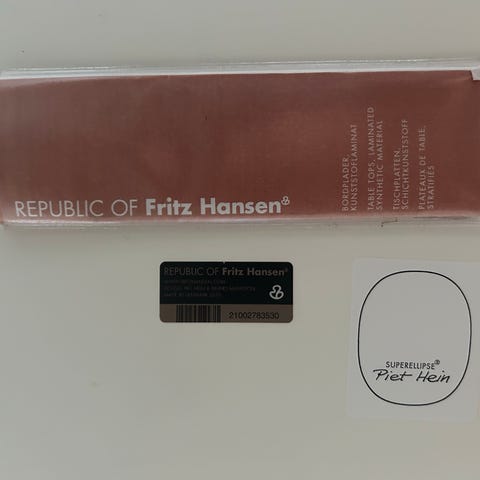 REPUBLIC OF Fritz Hansen
BORDPLADER,
KUNSTSTOFLAMINAT
TABLE TOPS, LAMINATED
SYNTHETIC MATERIAL
TISCHPLATTEN,
SCHICHTKUNSTSTOFF
PLATEAUX DE TABLE,
STRATIFIÉS
REPUBLIC OF Fritz Hansen®
21002783530
SUPERELLIPSE®
Piet Hein